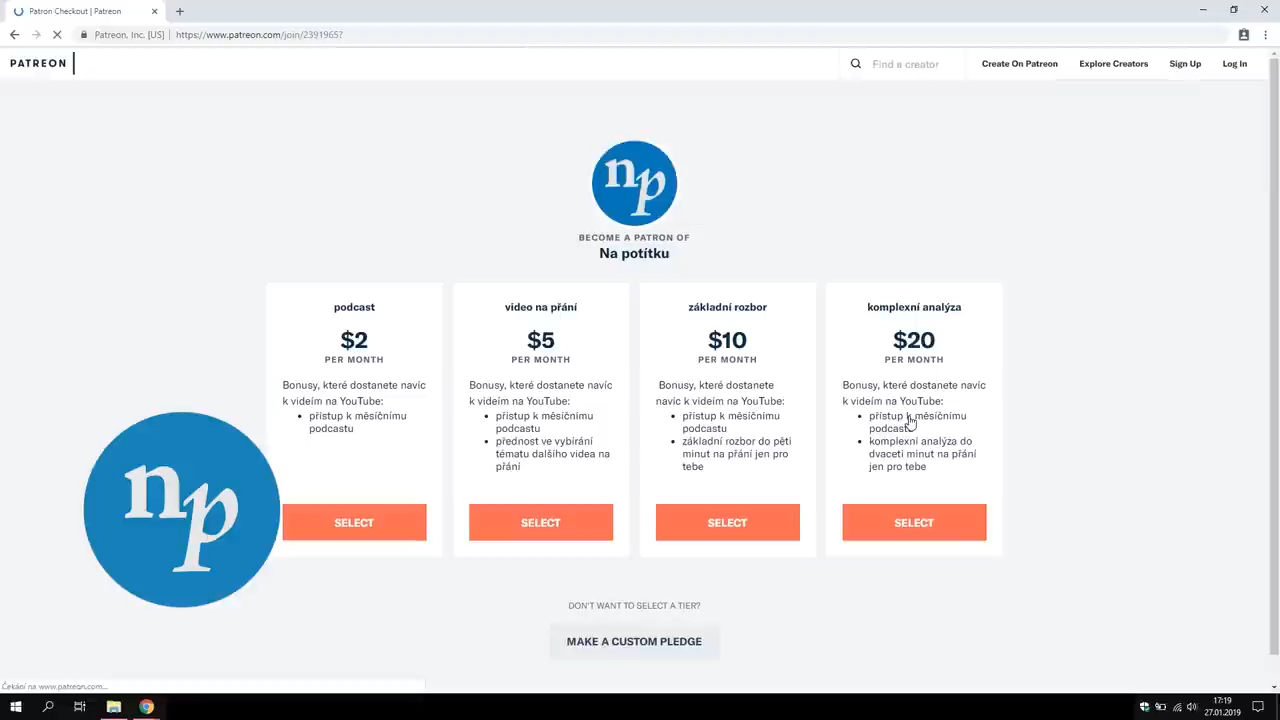 Patron Checkout | Patreon
Patreon, Inc. [US] | https://www.patreon.com/join/2391965?
PATREON
Find a creator
Create On Patreon
Explore Creators
Sign Up
Log In
np
BECOME A PATRON OF
Na potítku
podcast
$2
PER MONTH
Bonusy, které dostanete navíc
k videím na YouTube:
přístup k měsíčnímu
podcastu
SELECT
video na přání
$5
PER MONTH
Bonusy, které dostanete navíc
k videím na YouTube:
přístup k měsíčnímu
podcastu
přednost ve vybírání
tématu dalšího videa na
přání
SELECT
základní rozbor
$10
PER MONTH
Bonusy, které dostanete
navíc k videím na YouTube:
přístup k měsíčnímu
podcastu
základní rozbor do pěti
minut na přání jen pro
tebe
SELECT
komplexní analýza
$20
PER MONTH
Bonusy, které dostanete navíc
k videím na YouTube:
přístup k měsíčnímu
podcastu
komplexní analýza do
dvaceti minut na přání
jen pro tebe
SELECT
np
DON'T WANT TO SELECT A TIER?
MAKE A CUSTOM PLEDGE
Čekání na www.patreon.com...
17:19
27.01.2019